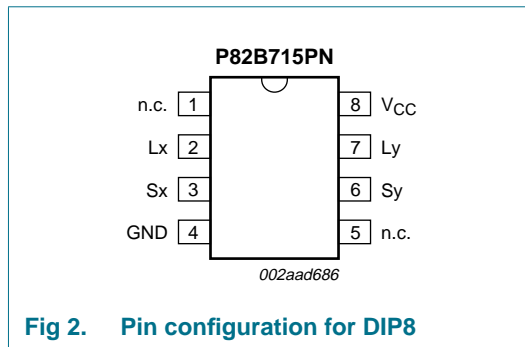 P82B715PN
n.c. 1 8 VCC
Lx 2 7 Ly
Sx 3 6 Sy
GND 4 5 n.c.
002aad686
Fig 2. Pin configuration for DIP8